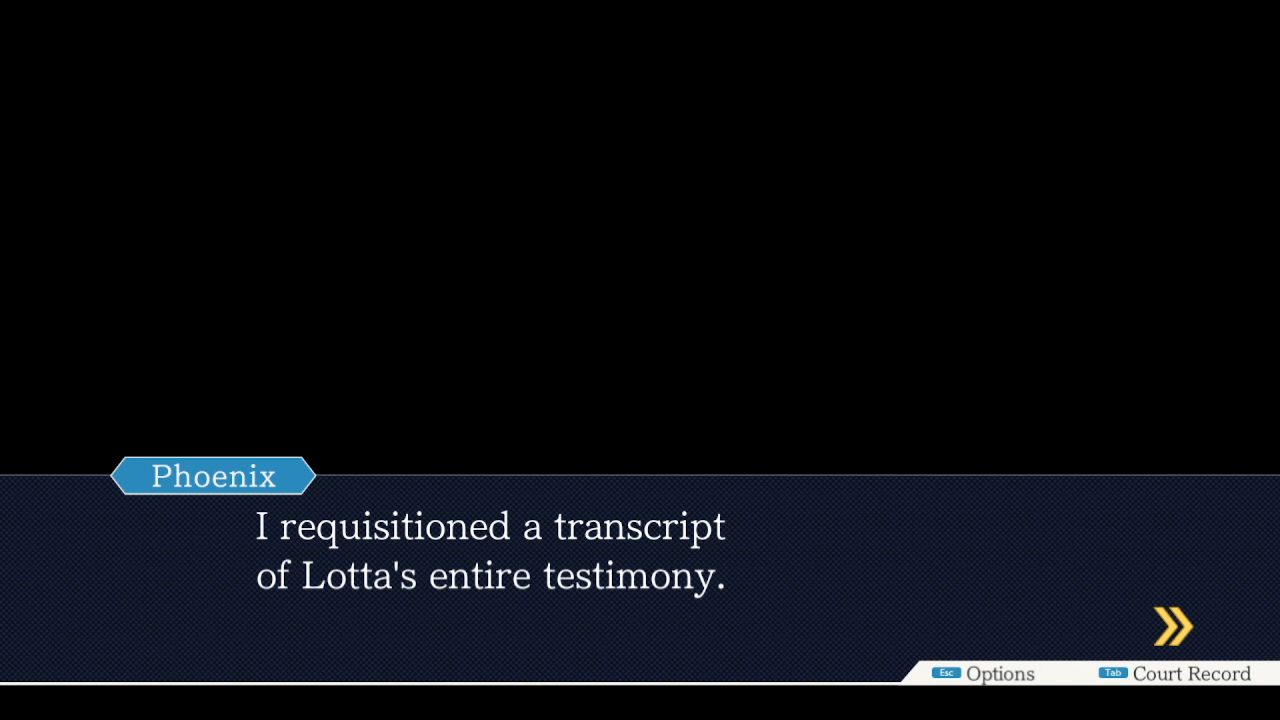 Phoenix
I requisitioned a transcript
of Lotta's entire testimony.
Esc Options Tab Court Record